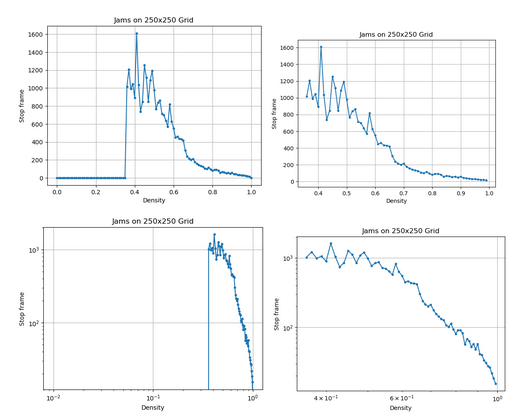 Jams on 250x250 Grid
1600
1400
1200
1000
800
600
400
200
0
Stop frame
0.0 0.2 0.4 0.6 0.8 1.0
Density
Jams on 250x250 Grid
1600
1400
1200
1000
800
600
400
200
0
Stop frame
0.4 0.5 0.6 0.7 0.8 0.9 1.0
Density
Jams on 250x250 Grid
10³
10²
Stop frame
10⁻² 10⁻¹ 10⁰
Density
Jams on 250x250 Grid
10³
10²
Stop frame
4 × 10⁻¹ 6 × 10⁻¹ 10⁰
Density